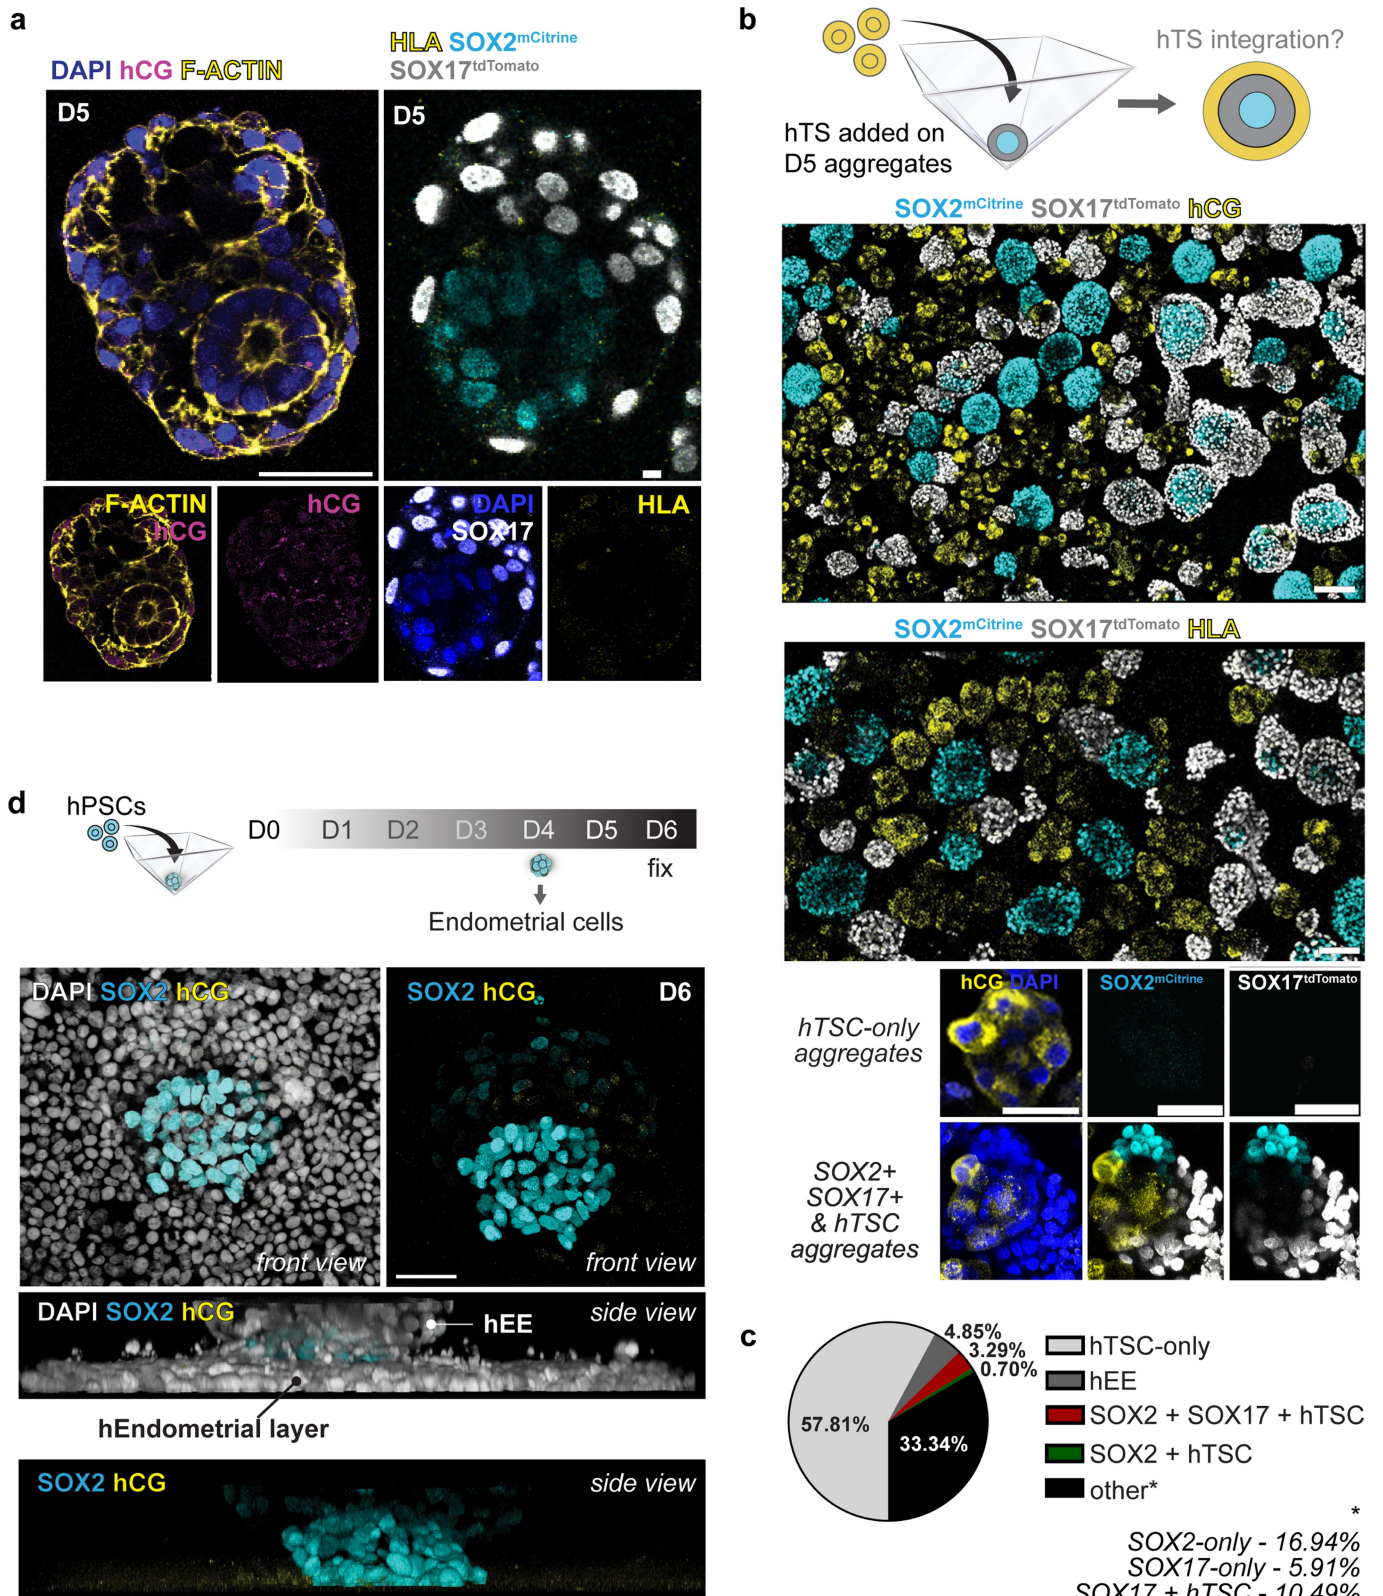 a
DAPI hCG F-ACTIN
HLA SOX2mCitrine
SOX17tdTomato
D5
D5
F-ACTIN
hCG
hCG
DAPI
SOX17
HLA
b
hTS integration?
hTS added on
D5 aggregates
SOX2mCitrine SOX17tdTomato hCG
SOX2mCitrine SOX17tdTomato HLA
hTSC-only
aggregates
hCG DAPI
SOX2mCitrine
SOX17tdTomato
SOX2+
SOX17+
& hTSC
aggregates
c
57.81%
4.85%
3.29%
0.70%
33.34%
hTSC-only
hEE
SOX2 + SOX17 + hTSC
SOX2 + hTSC
other*
*
SOX2-only - 16.94%
SOX17-only - 5.91%
SOX17 + hTSC - 10.49%
d
hPSCs
D0 D1 D2 D3 D4 D5 D6
fix
Endometrial cells
DAPI SOX2 hCG
front view
SOX2 hCG
D6
front view
DAPI SOX2 hCG
side view
hEE
hEndometrial layer
SOX2 hCG
side view